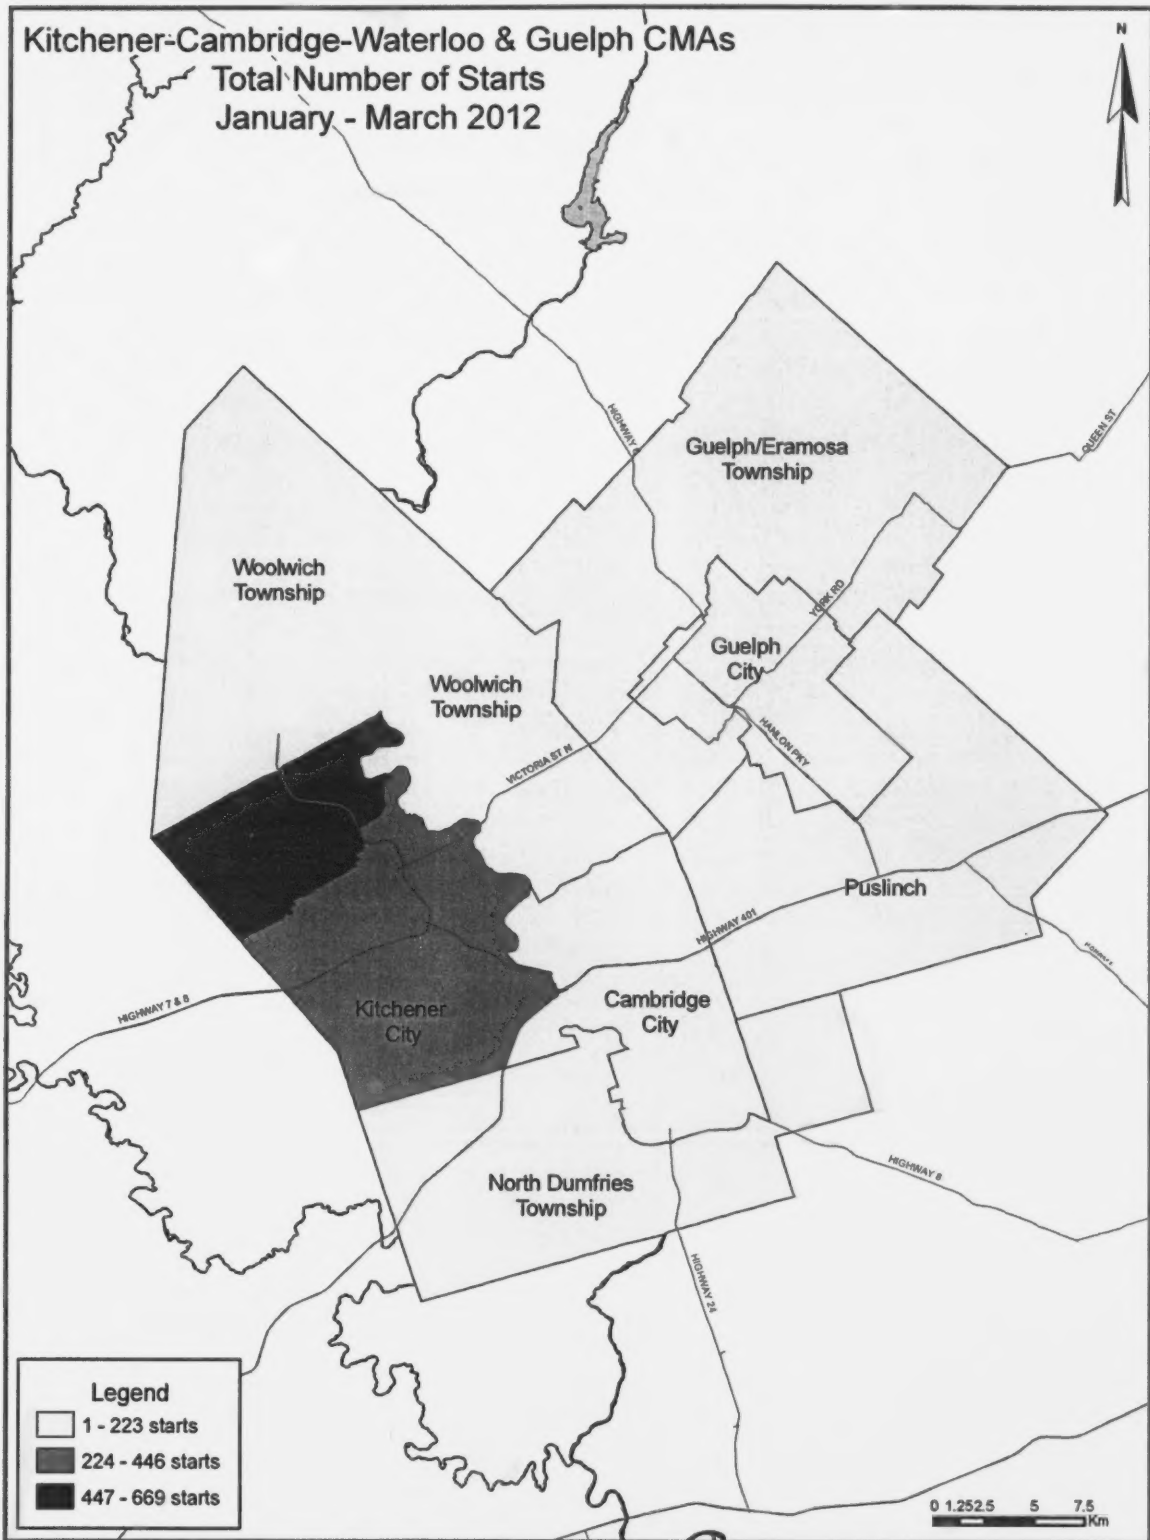 Kitchener-Cambridge-Waterloo & Guelph CMAs
Total Number of Starts
January - March 2012
N
HIGHWAY 6
QUEEN ST
Guelph/Eramosa
Township
Woolwich
Township
YORK RD
Guelph
City
Woolwich
Township
HANLON PKY
VICTORIA ST N
Puslinch
HIGHWAY 401
HIGHWAY 7 & 8
Kitchener
City
Cambridge
City
HIGHWAY 8
North Dumfries
Township
HIGHWAY 24
Legend
1 - 223 starts
224 - 446 starts
447 - 669 starts
0 1.252.5 5 7.5
Km